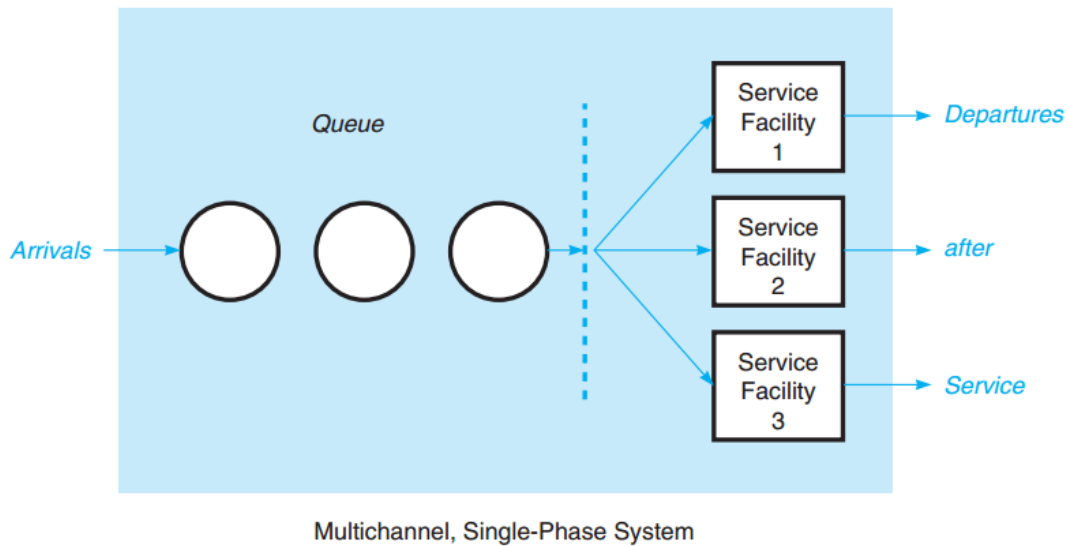 Queue
Arrivals
Service
Facility
1
Departures
Service
Facility
2
after
Service
Facility
3
Service
Multichannel, Single-Phase System